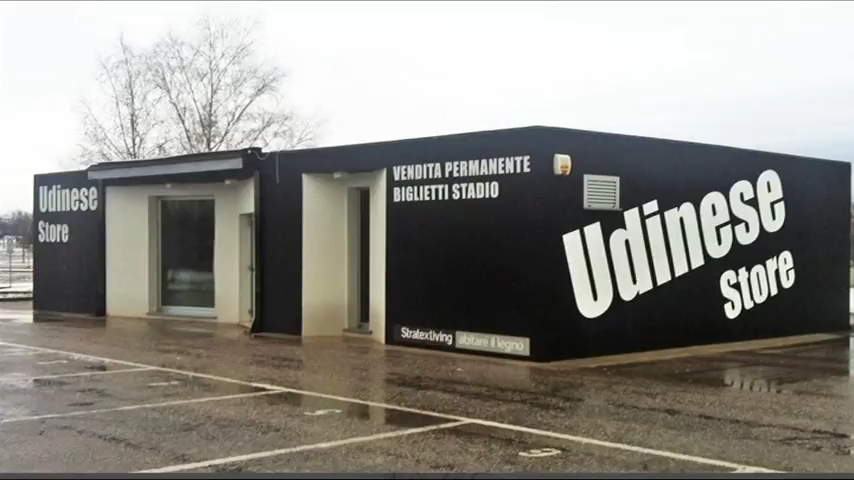 Udinese
Store
VENDITA PERMANENTE
BIGLIETTI STADIO
Udinese
Store
Stratexliving abitare il legno